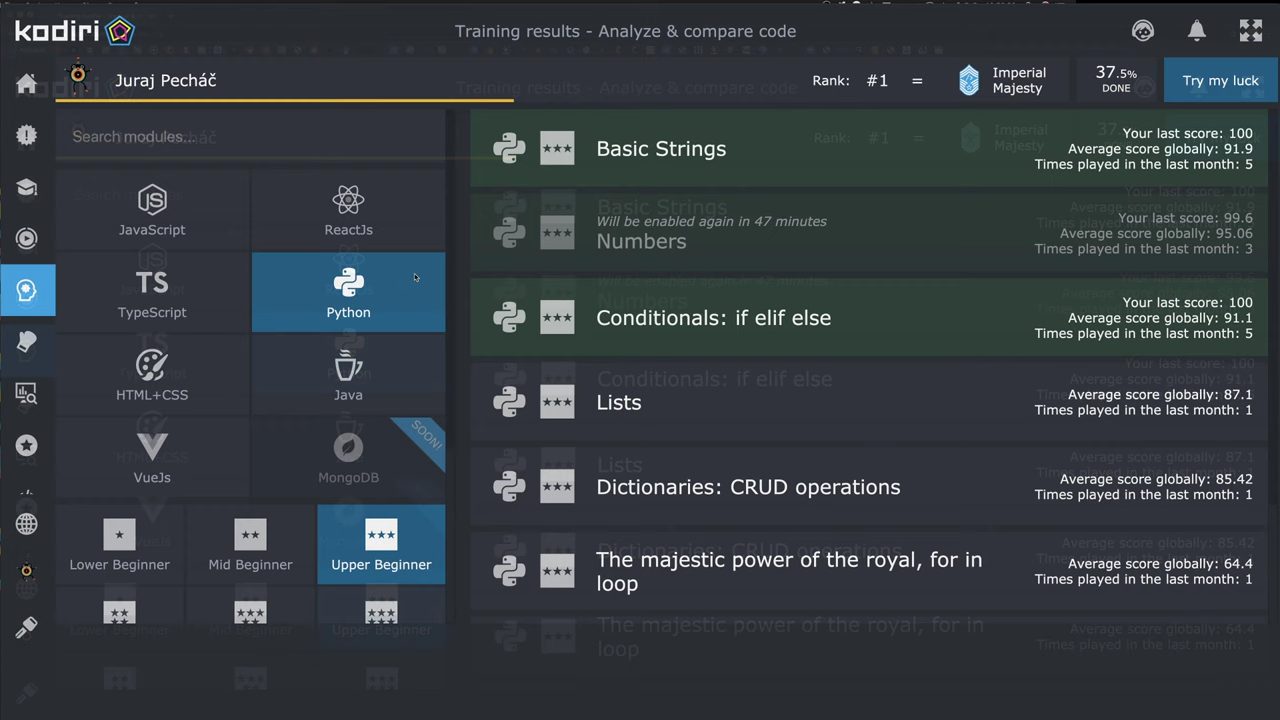 kodiri
Training results - Analyze & compare code
Juraj Pecháč
Rank: #1 =
Imperial
Majesty
37.5%
DONE
Try my luck
Search modules...
JavaScript
ReactJs
TS
TypeScript
Python
HTML+CSS
Java
VueJs
MongoDB
SOON!
Lower Beginner
Mid Beginner
Upper Beginner
Basic Strings
Your last score: 100
Average score globally: 91.9
Times played in the last month: 5
Will be enabled again in 47 minutes
Numbers
Your last score: 99.6
Average score globally: 95.06
Times played in the last month: 3
Conditionals: if elif else
Your last score: 100
Average score globally: 91.1
Times played in the last month: 5
Lists
Average score globally: 87.1
Times played in the last month: 1
Dictionaries: CRUD operations
Average score globally: 85.42
Times played in the last month: 1
The majestic power of the royal, for in
loop
Average score globally: 64.4
Times played in the last month: 1